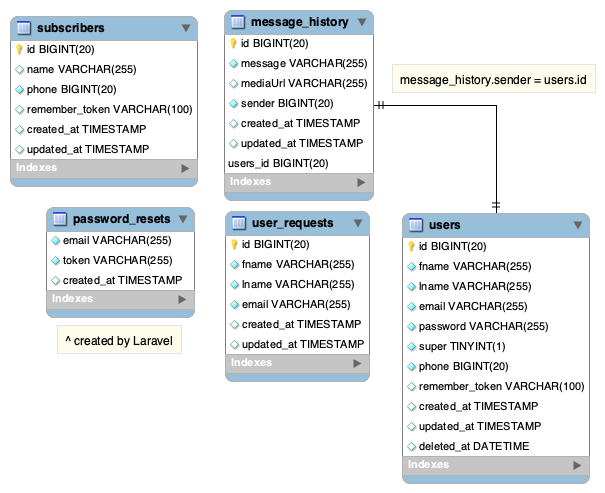 subscribers
id BIGINT(20)
name VARCHAR(255)
phone BIGINT(20)
remember_token VARCHAR(100)
created_at TIMESTAMP
updated_at TIMESTAMP
Indexes
message_history
id BIGINT(20)
message VARCHAR(255)
mediaUrl VARCHAR(255)
sender BIGINT(20)
created_at TIMESTAMP
updated_at TIMESTAMP
users_id BIGINT(20)
Indexes
message_history.sender = users.id
password_resets
email VARCHAR(255)
token VARCHAR(255)
created_at TIMESTAMP
Indexes
^ created by Laravel
user_requests
id BIGINT(20)
fname VARCHAR(255)
lname VARCHAR(255)
email VARCHAR(255)
created_at TIMESTAMP
updated_at TIMESTAMP
Indexes
users
id BIGINT(20)
fname VARCHAR(255)
lname VARCHAR(255)
email VARCHAR(255)
password VARCHAR(255)
super TINYINT(1)
phone BIGINT(20)
remember_token VARCHAR(100)
created_at TIMESTAMP
updated_at TIMESTAMP
deleted_at DATETIME
Indexes